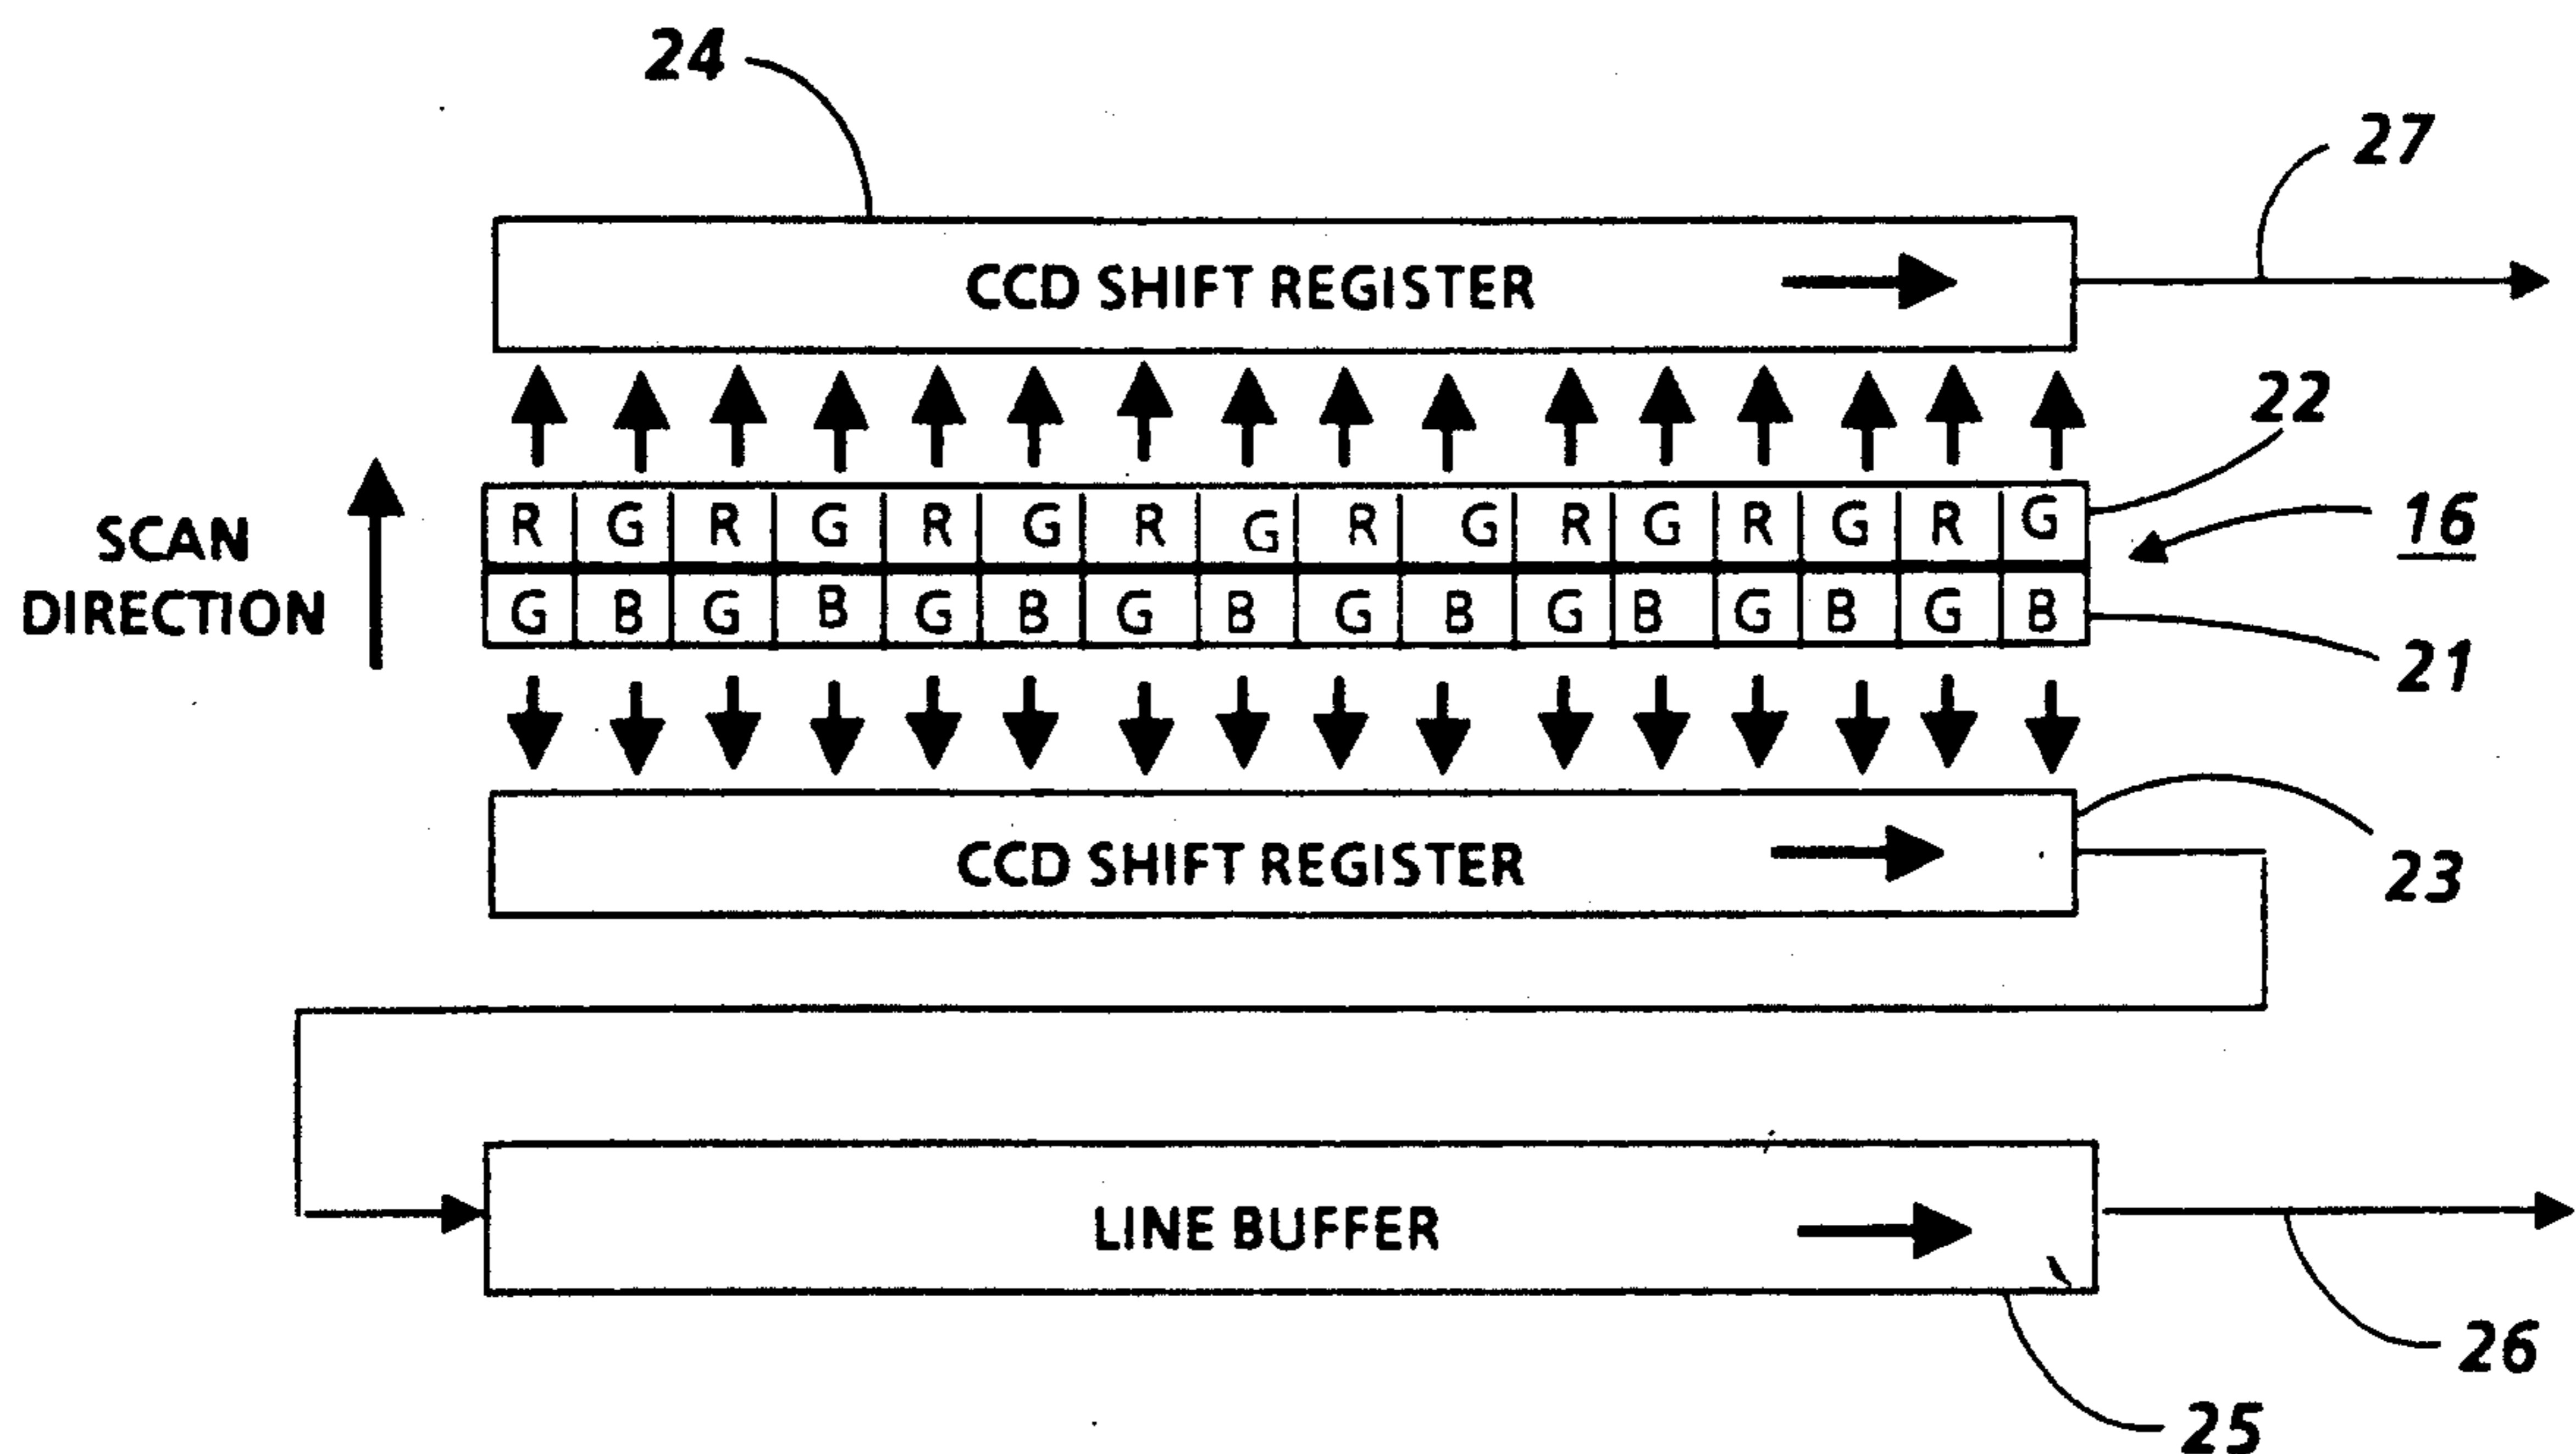 24
27
CCD SHIFT REGISTER
22
R G R G R G R G R G R G R G R G
16
SCAN
DIRECTION
G B G B G B G B G B G B G B G B
21
CCD SHIFT REGISTER
23
LINE BUFFER
26
25